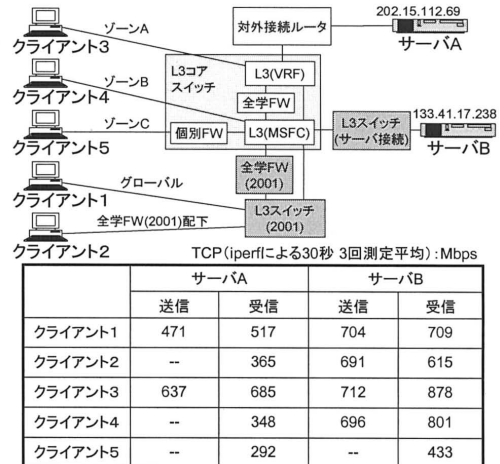 クライアント3
クライアント4
クライアント5
クライアント1
クライアント2
ゾーンA
ゾーンB
ゾーンC
グローバル
全学FW(2001)配下
対外接続ルータ
L3コア
スイッチ
L3(VRF)
全学FW
個別FW
L3(MSFC)
全学FW
(2001)
L3スイッチ
(2001)
L3スイッチ
(サーバ接続)
202.15.112.69
サーバA
133.41.17.238
サーバB
TCP(iperfによる30秒 3回測定平均):Mbps
サーバA サーバB
送信 受信 送信 受信
クライアント1 471 517 704 709
クライアント2 -- 365 691 615
クライアント3 637 685 712 878
クライアント4 -- 348 696 801
クライアント5 -- 292 -- 433